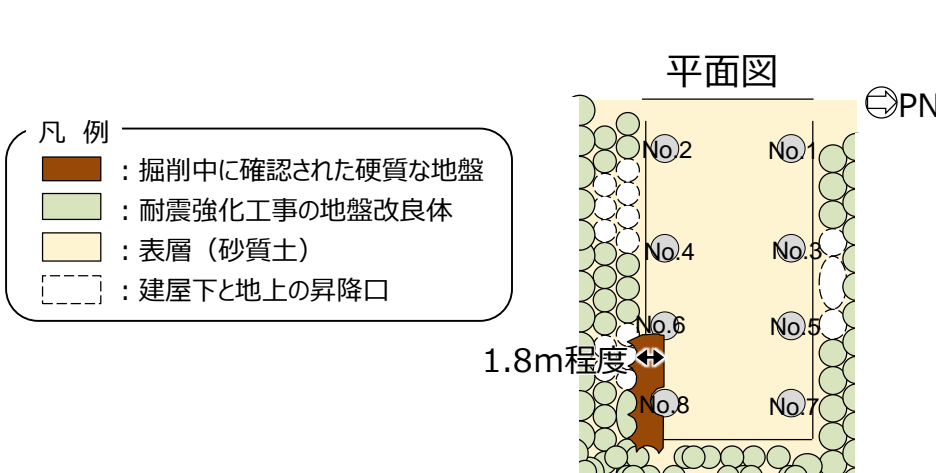 平面図
PN
凡 例
：掘削中に確認された硬質な地盤
：耐震強化工事の地盤改良体
：表層（砂質土）
：建屋下と地上の昇降口
No.2 No.1
No.4 No.3
No.6 No.5
1.8m程度
No.8 No.7